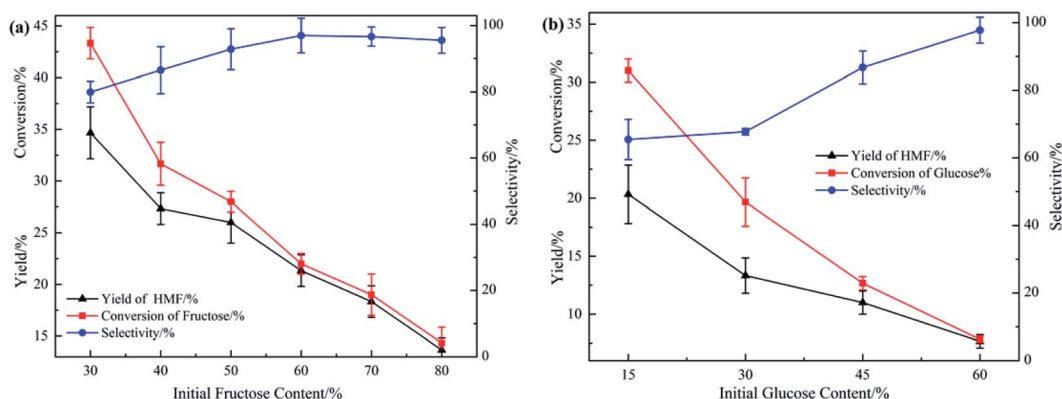 (a)
45
40
35
30
25
20
15
Conversion/%
Yield/%
100
80
60
40
20
0
Selectivity/%
Yield of HMF/%
Conversion of Fructose/%
Selectivity/%
30 40 50 60 70 80
Initial Fructose Content/%
(b)
35
30
25
20
15
10
Conversion/%
Yield/%
100
80
60
40
20
0
Selectivity/%
Yield of HMF/%
Conversion of Glucose%
Selectivity/%
15 30 45 60
Initial Glucose Content/%